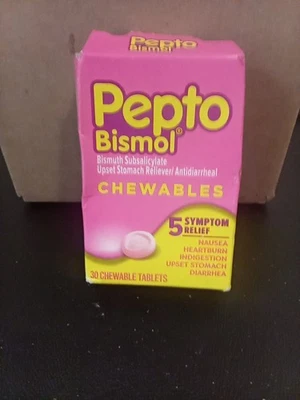 Pepto
Bismol
Pepto
Bismol®
Bismuth Subsalicylate
Upset Stomach Reliever/Antidiarrheal
CHEWABLES
5 SYMPTOM
RELIEF
NAUSEA
HEARTBURN
INDIGESTION
UPSET STOMACH
DIARRHEA
30 CHEWABLE TABLETS